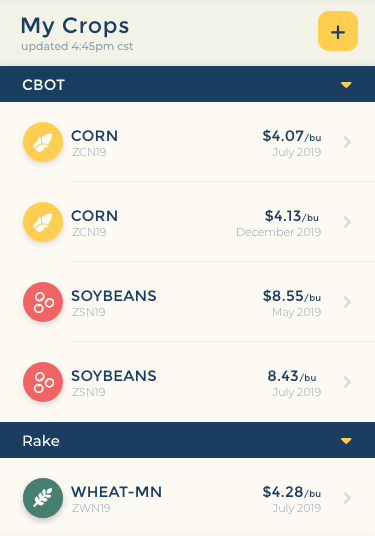 My Crops
updated 4:45pm cst
+
CBOT
CORN $4.07/bu
ZCN19 July 2019
CORN $4.13/bu
ZCN19 December 2019
SOYBEANS $8.55/bu
ZSN19 May 2019
SOYBEANS 8.43/bu
ZSN19 July 2019
Rake
WHEAT-MN $4.28/bu
ZWN19 July 2019